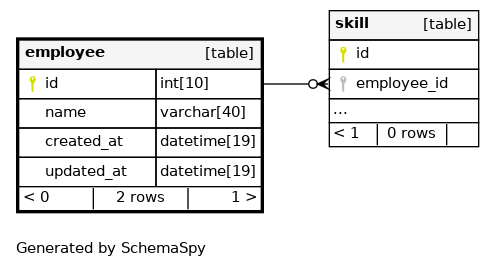 employee [table]
id int[10]
name varchar[40]
created_at datetime[19]
updated_at datetime[19]
< 0 2 rows 1 >
skill [table]
id
employee_id
...
< 1 0 rows
Generated by SchemaSpy